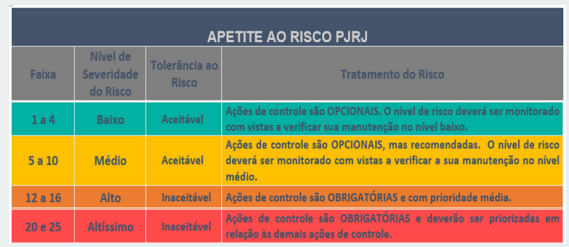 APETITE AO RISCO PJRJ
Faixa
Nível de
Severidade
do Risco
Tolerância ao
Risco
Tratamento do Risco
1 a 4
Baixo
Aceitável
Ações de controle são OPCIONAIS. O nível de risco deverá ser monitorado
com vistas a verificar sua manutenção no nível baixo.
5 a 10
Médio
Aceitável
Ações de controle são OPCIONAIS, mas recomendadas. O nível de risco
deverá ser monitorado com vistas a verificar a sua manutenção no nível
médio.
12 a 16
Alto
Inaceitável
Ações de controle são OBRIGATÓRIAS e com prioridade média.
20 e 25
Altíssimo
Inaceitável
Ações de controle são OBRIGATÓRIAS e deverão ser priorizadas em
relação às demais ações de controle.